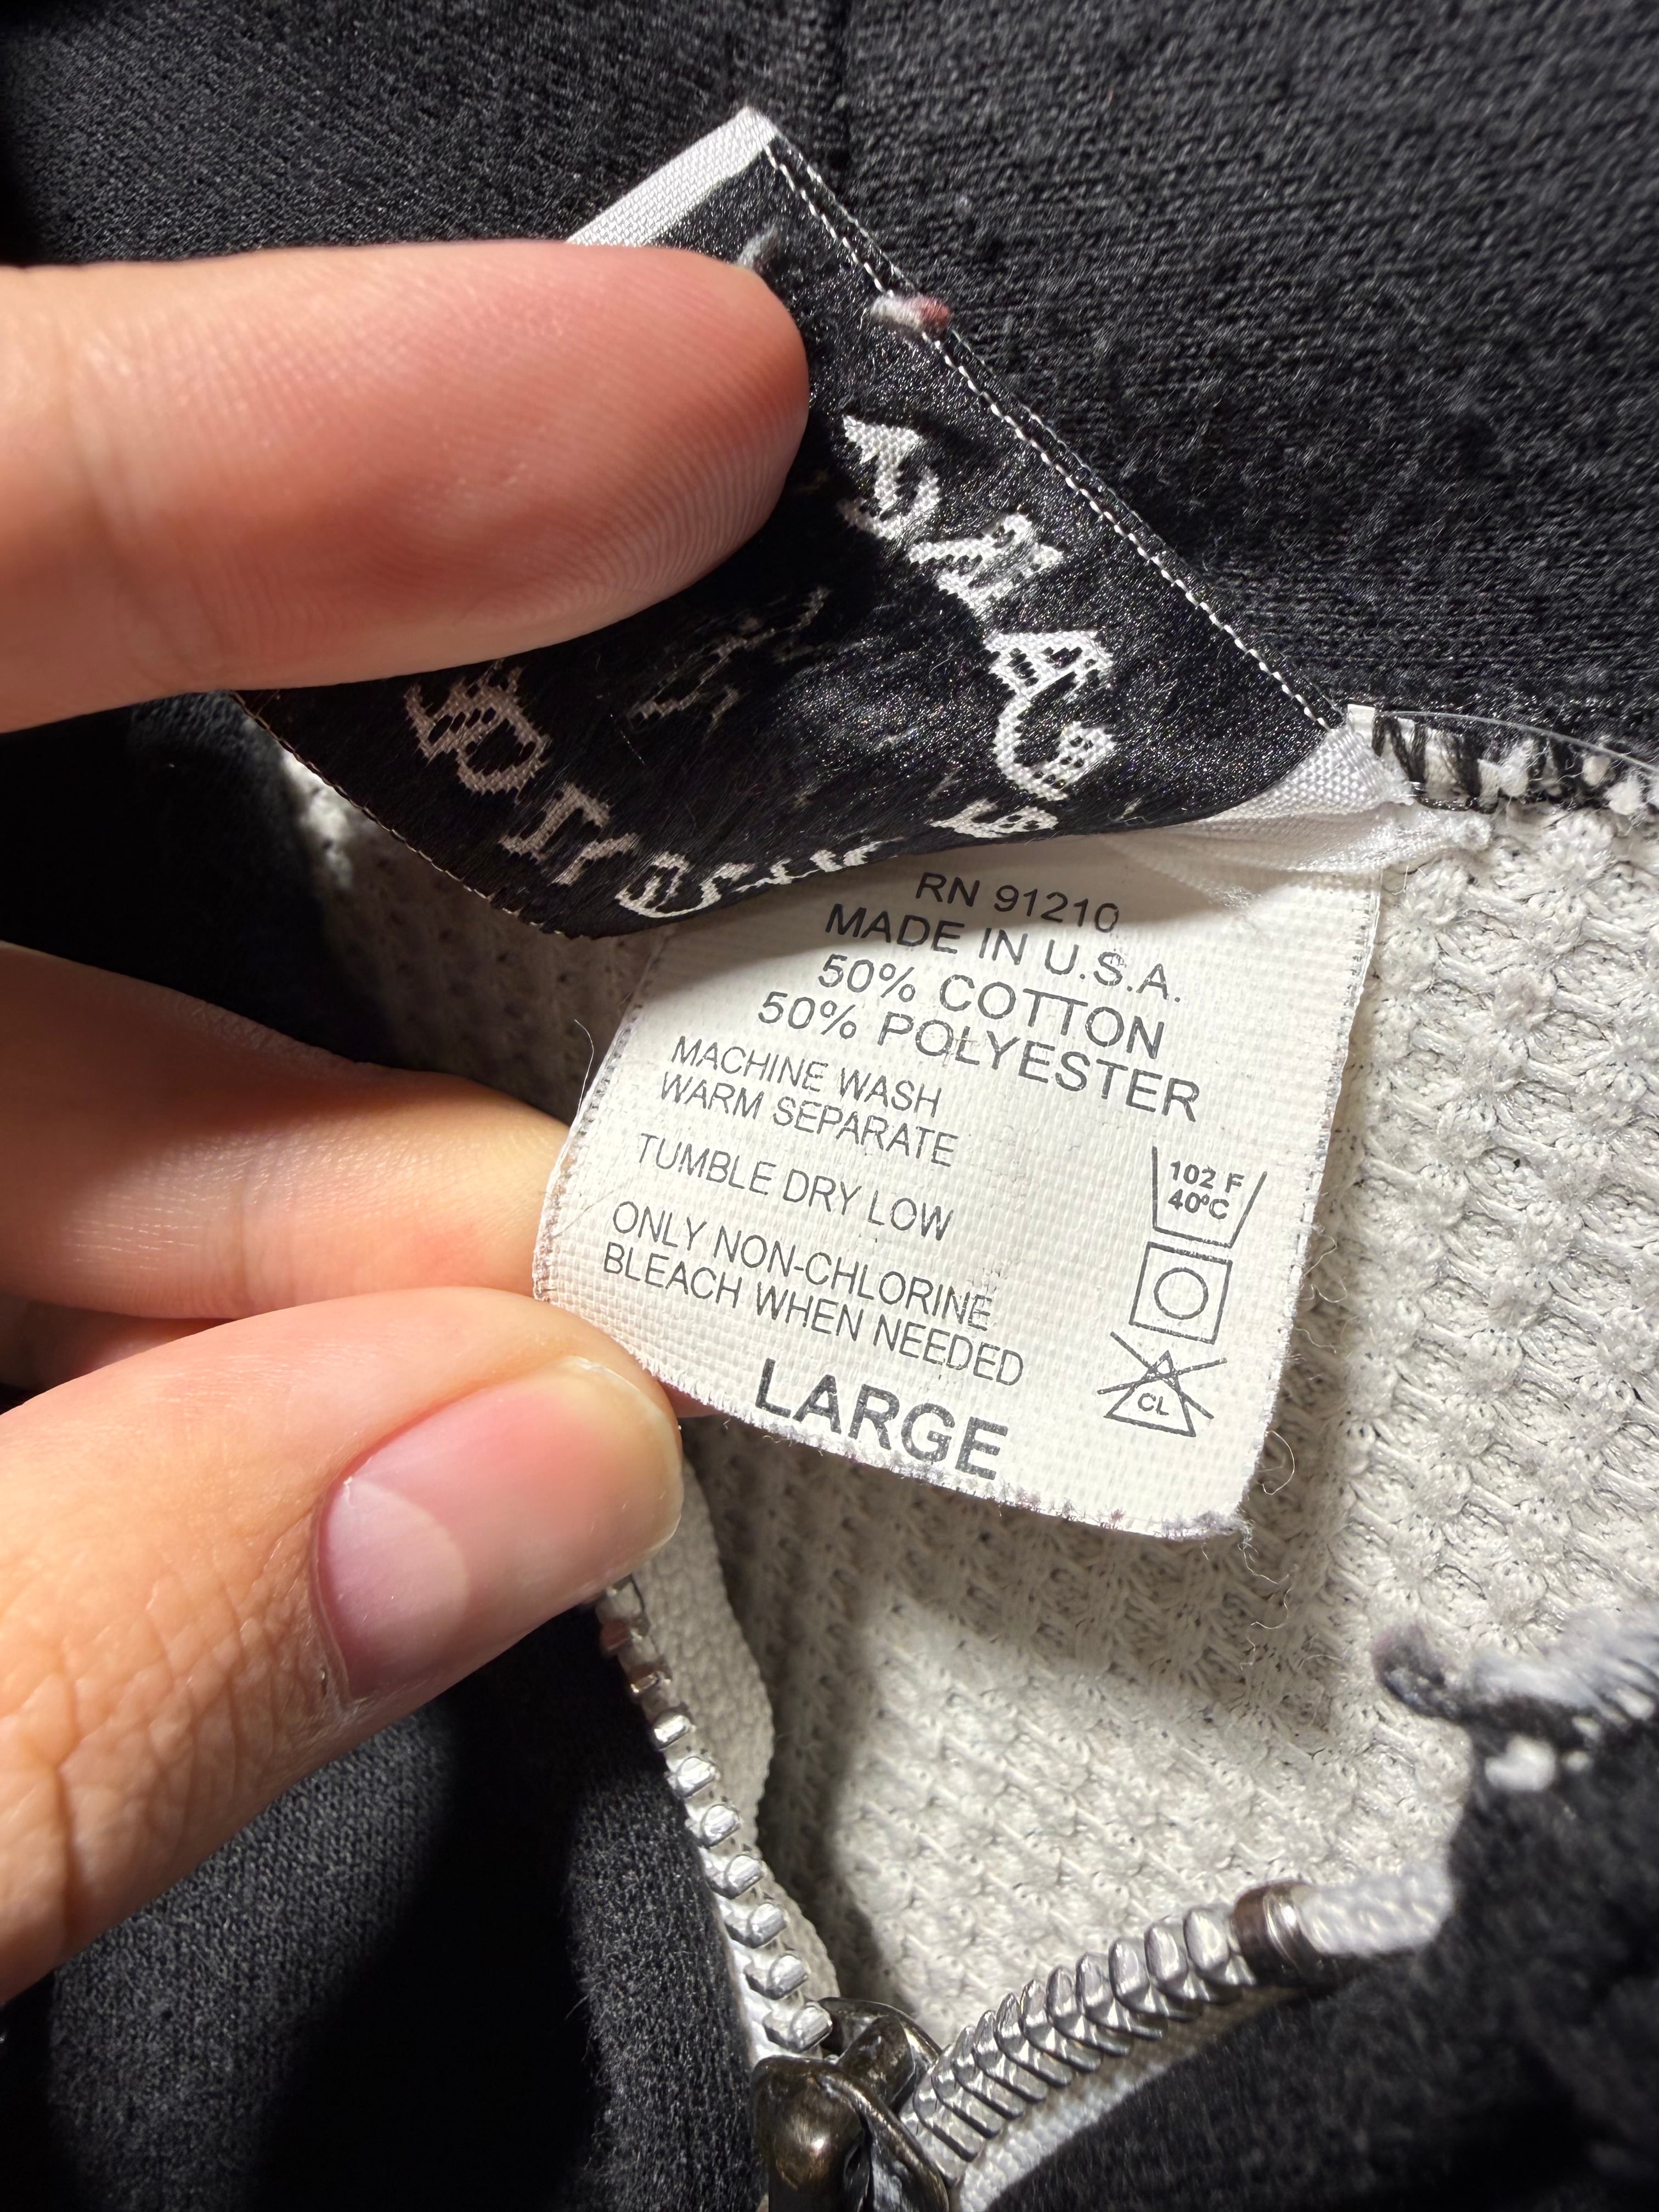 RN 91210
MADE IN U.S.A.
50% COTTON
50% POLYESTER
MACHINE WASH
WARM SEPARATE
TUMBLE DRY LOW
ONLY NON-CHLORINE
BLEACH WHEN NEEDED
102 F
40°C
CL
LARGE